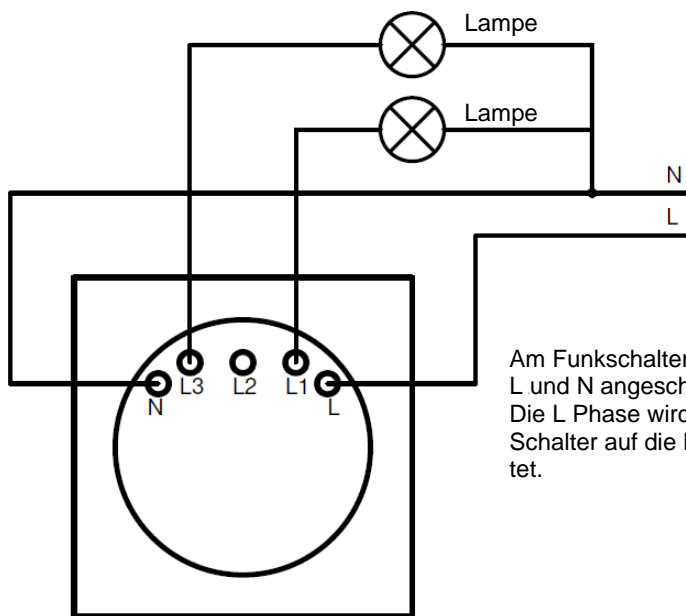 Lampe
Lampe
N
L
L3 L2 L1
N L
Am Funkschalter
L und N angesch
Die L Phase wird
Schalter auf die
tet.